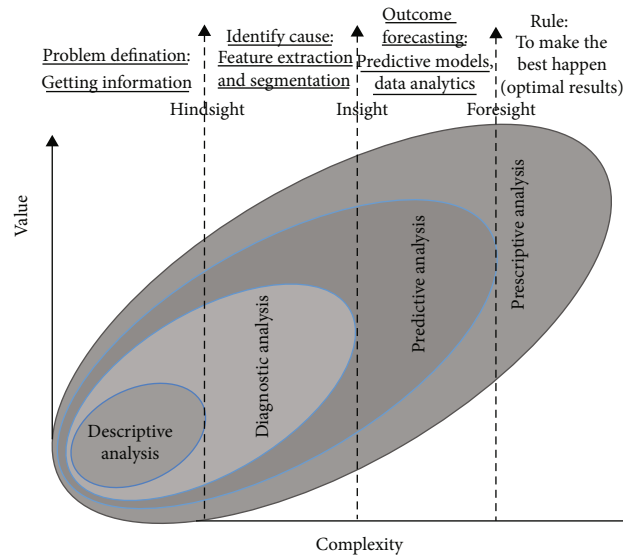 Problem defination:
Getting information
Identify cause:
Feature extraction
and segmentation
Outcome
forecasting:
Predictive models,
data analytics
Rule:
To make the
best happen
(optimal results)
Hindsight
Insight
Foresight
Value
Descriptive
analysis
Diagnostic analysis
Predictive analysis
Prescriptive analysis
Complexity